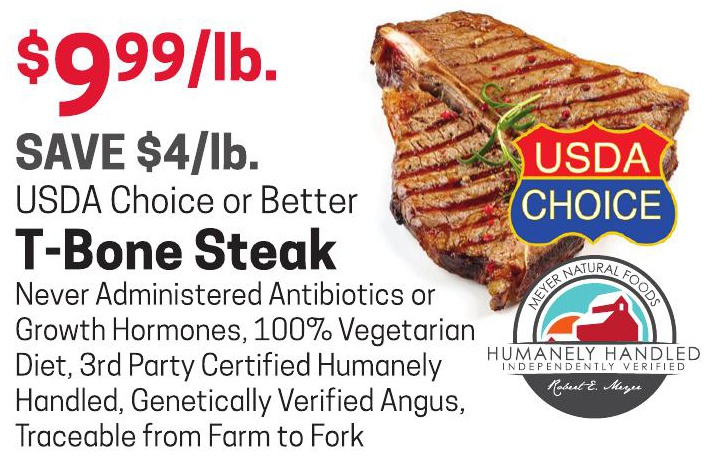 $9.99/lb.
SAVE $4/lb.
USDA Choice or Better
T-Bone Steak
Never Administered Antibiotics or
Growth Hormones, 100% Vegetarian
Diet, 3rd Party Certified Humanely
Handled, Genetically Verified Angus,
Traceable from Farm to Fork
USDA
CHOICE
MEYER NATURAL FOODS
HUMANELY HANDLED
INDEPENDENTLY VERIFIED
Robert E. Meyer